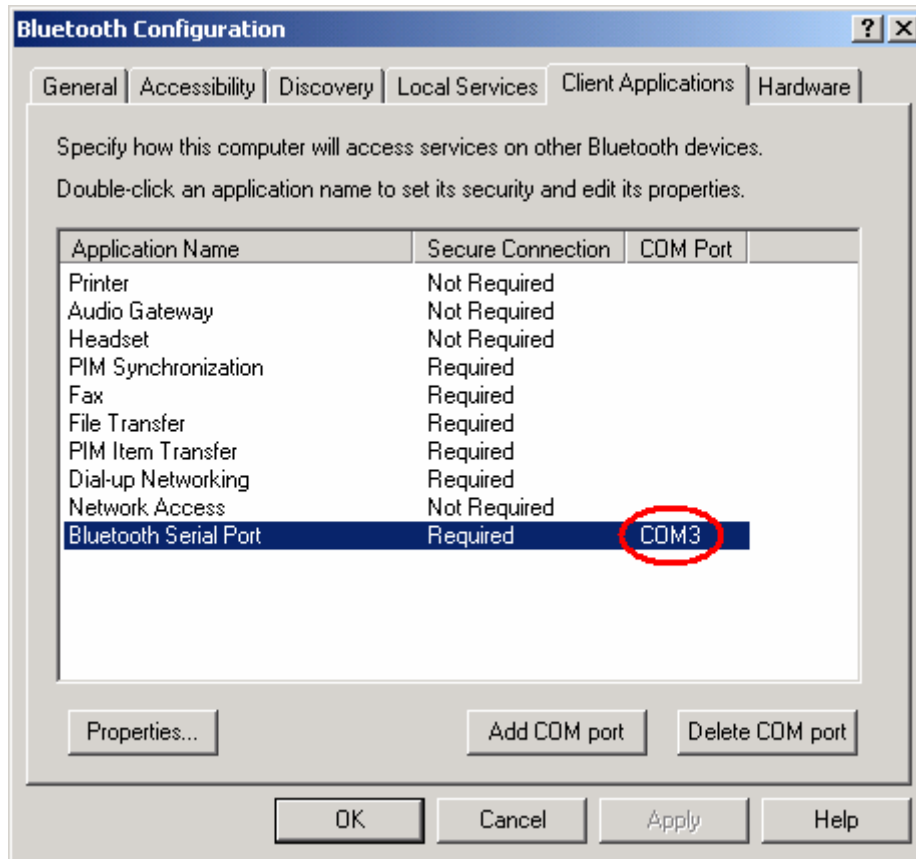 Bluetooth Configuration ? X
General Accessibility Discovery Local Services Client Applications Hardware
Specify how this computer will access services on other Bluetooth devices.
Double-click an application name to set its security and edit its properties.
Application Name Secure Connection COM Port
Printer Not Required
Audio Gateway Not Required
Headset Not Required
PIM Synchronization Required
Fax Required
File Transfer Required
PIM Item Transfer Required
Dial-up Networking Required
Network Access Not Required
Bluetooth Serial Port Required COM3
Properties... Add COM port Delete COM port
OK Cancel Apply Help